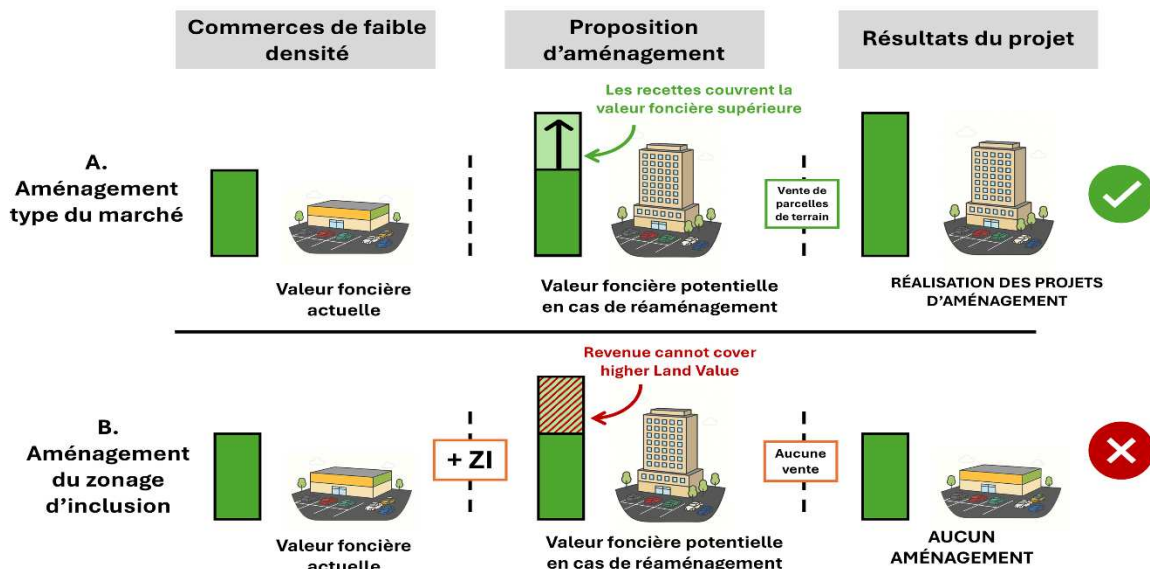 Commerces de faible
densité
Proposition
d'aménagement
Résultats du projet
Les recettes couvrent la
valeur foncière supérieure
A.
Aménagement
type du marché
Vente de
parcelles
de terrain
Valeur foncière
actuelle
Valeur foncière potentielle
en cas de réaménagement
RÉALISATION DES PROJETS
D'AMÉNAGEMENT
Revenue cannot cover
higher Land Value
B.
Aménagement
du zonage
d'inclusion
+ ZI
Aucune
vente
Valeur foncière
actuelle
Valeur foncière potentielle
en cas de réaménagement
AUCUN
AMÉNAGEMENT